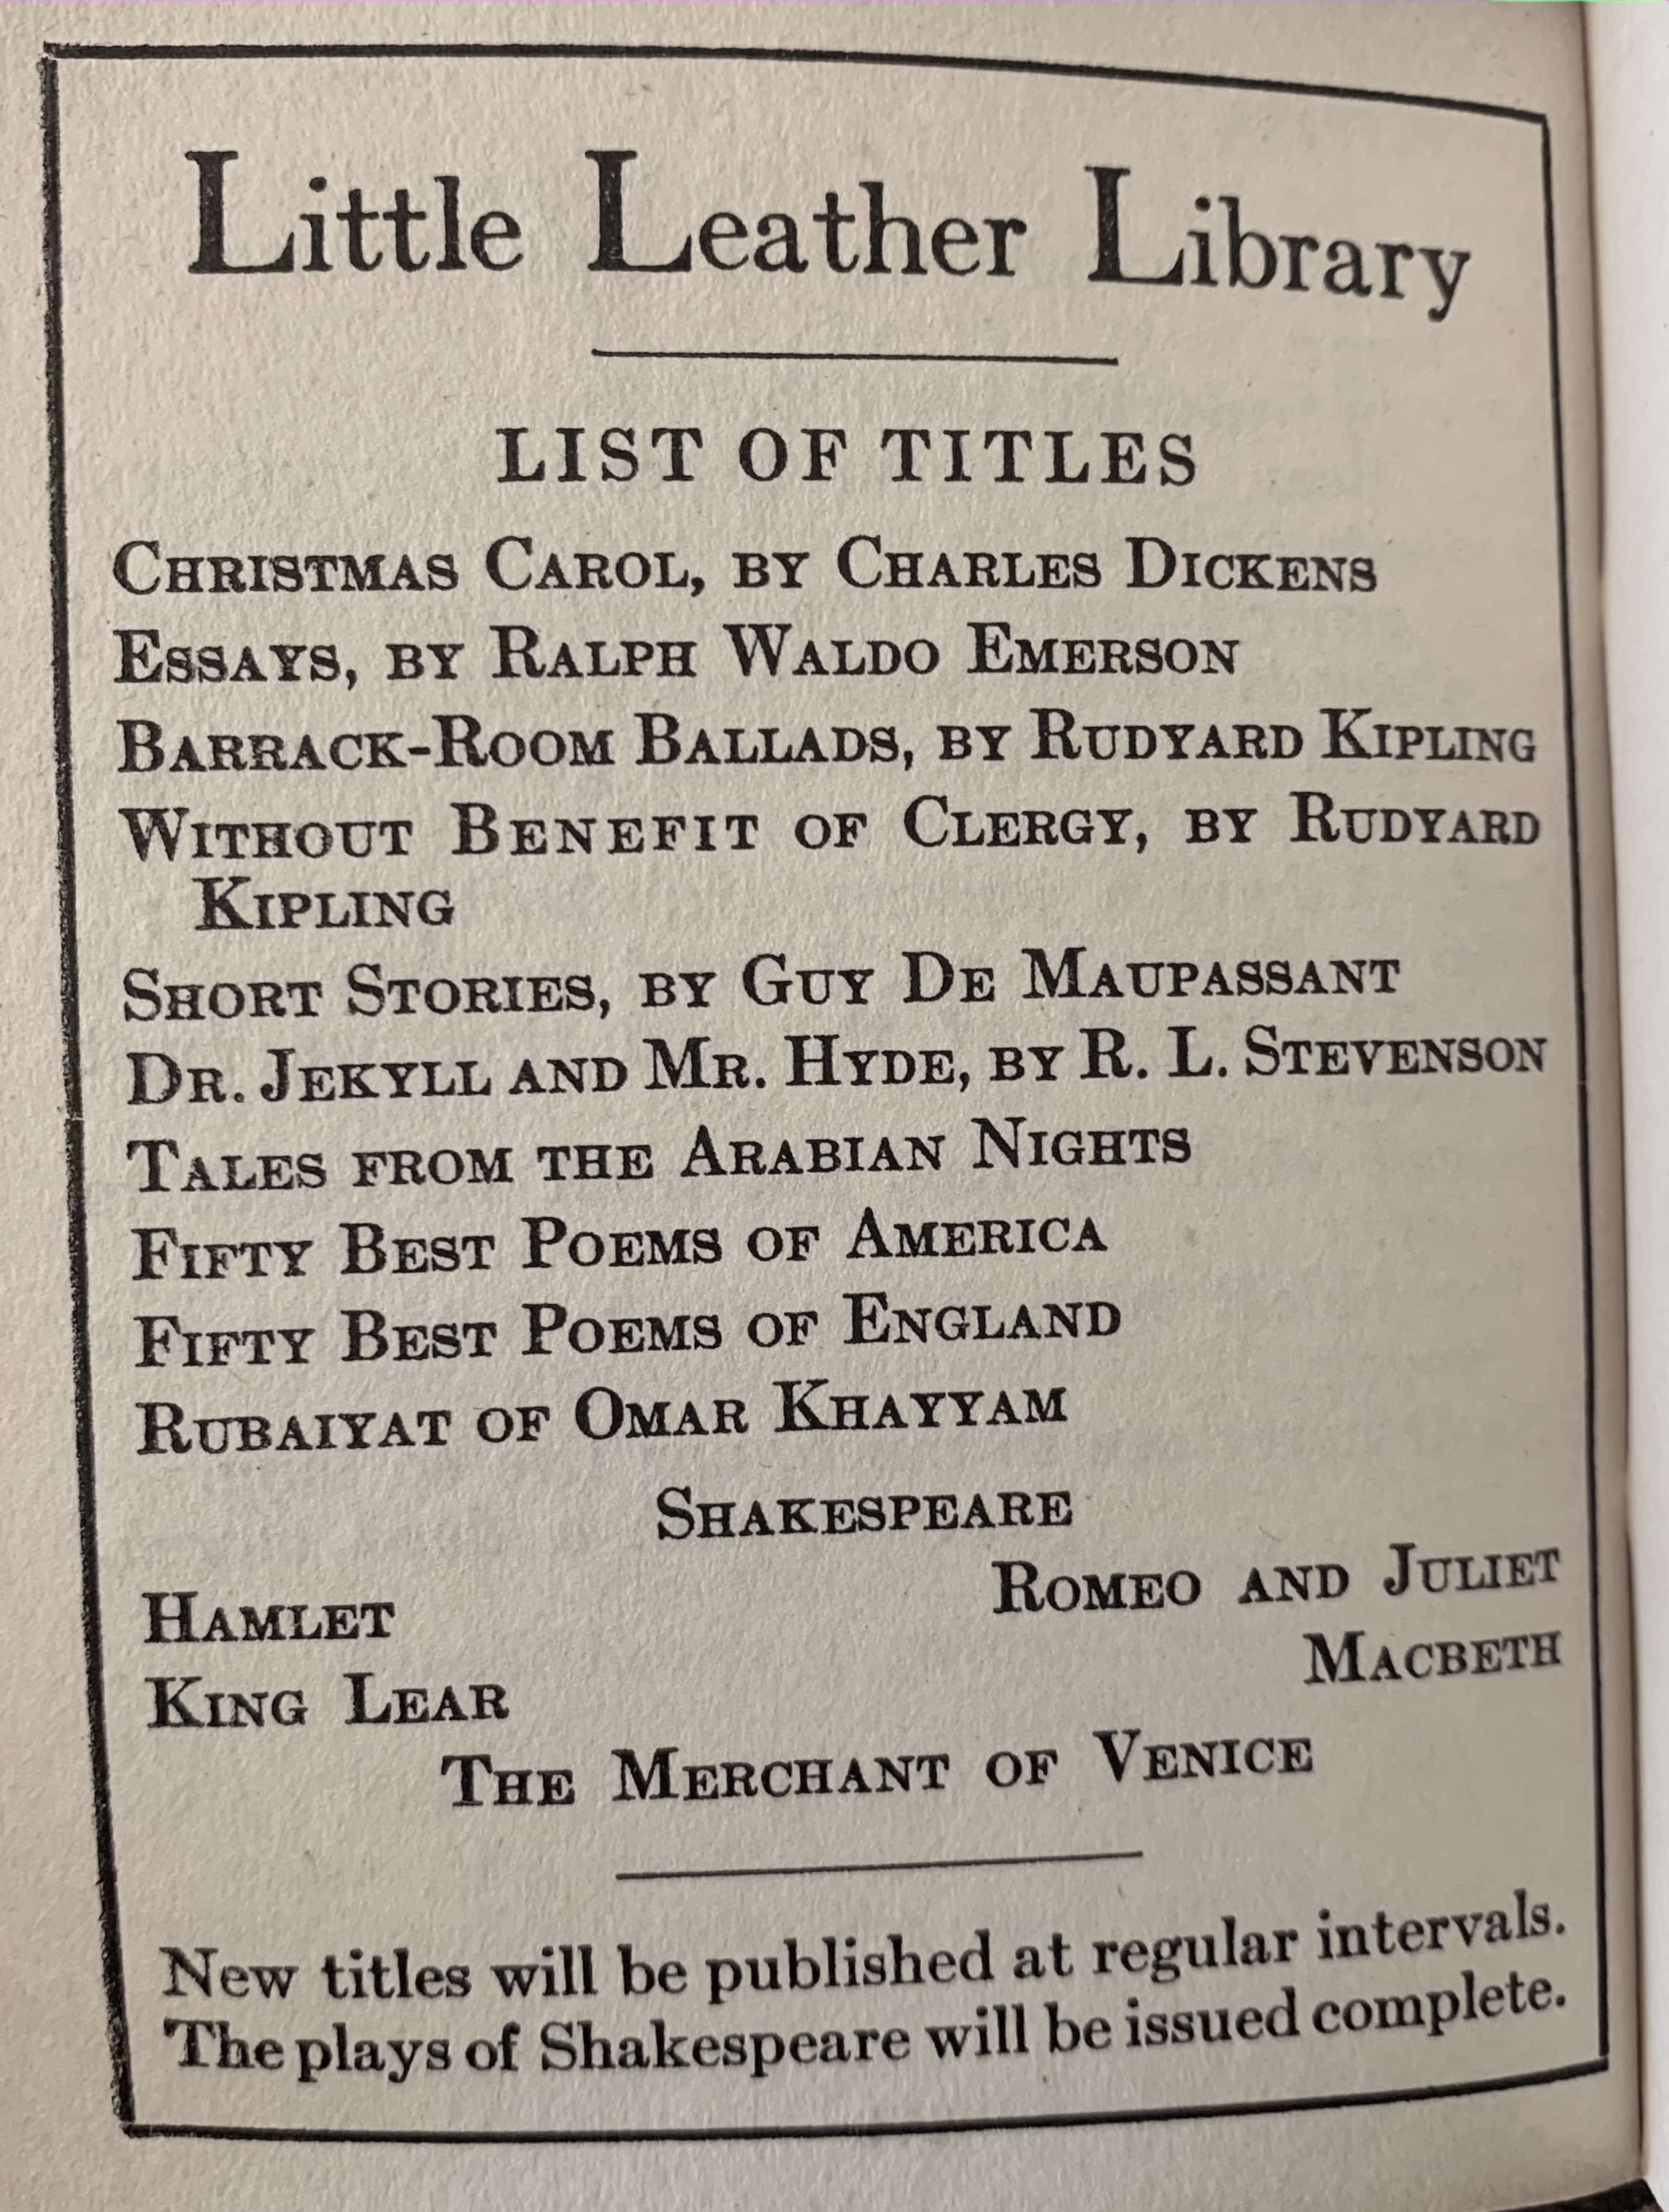 Little Leather Library
LIST OF TITLES
CHRISTMAS CAROL, BY CHARLES DICKENS
ESSAYS, BY RALPH WALDO EMERSON
BARRACK-ROOM BALLADS, BY RUDYARD KIPLING
WITHOUT BENEFIT OF CLERGY, BY RUDYARD
KIPLING
SHORT STORIES, BY GUY DE MAUPASSANT
DR. JEKYLL AND MR. HYDE, BY R. L. STEVENSON
TALES FROM THE ARABIAN NIGHTS
FIFTY BEST POEMS OF AMERICA
FIFTY BEST POEMS OF ENGLAND
RUBAIYAT OF OMAR KHAYYAM
SHAKESPEARE
HAMLET ROMEO AND JULIET
KING LEAR MACBETH
THE MERCHANT OF VENICE
New titles will be published at regular intervals.
The plays of Shakespeare will be issued complete.